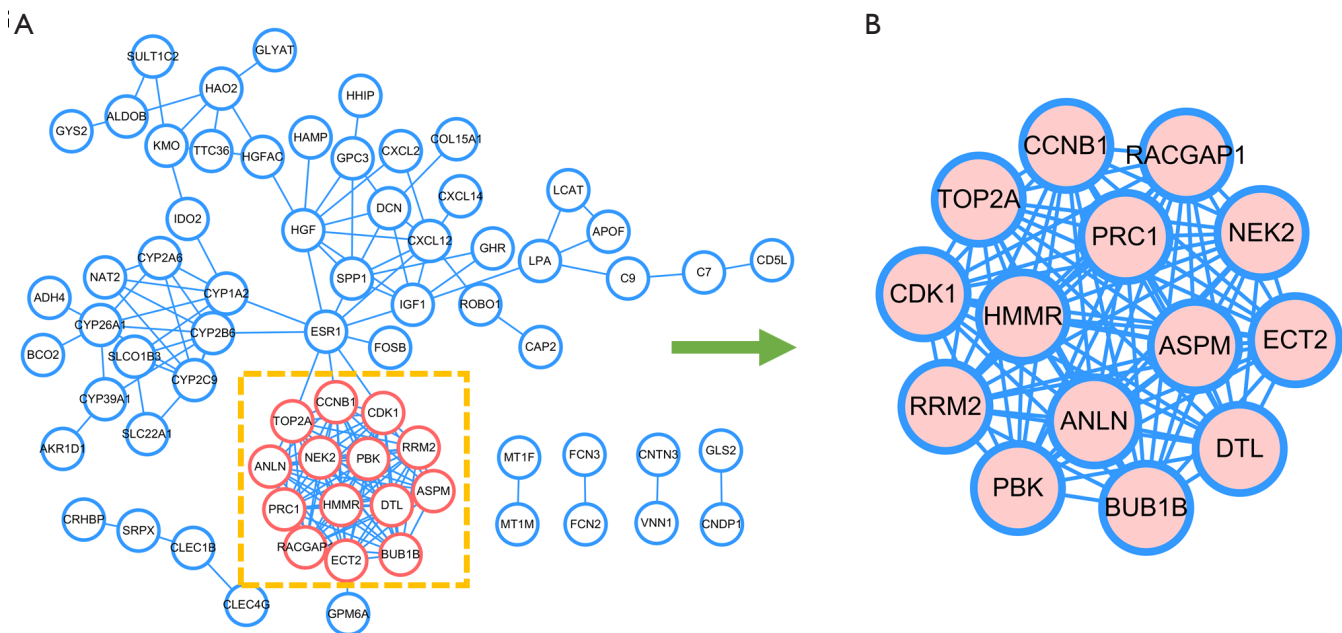 A
B
SULT1C2
GLYAT
HAO2
HHIP
ALDOB
GYS2
KMO
TTC36
HGFAC
HAMP
GPC3
CXCL2
COL15A1
IDO2
DCN
CXCL14
LCAT
HGF
CXCL12
APOF
GHR
CYP2A6
NAT2
LPA
C9
C7
CD5L
SPP1
CYP1A2
ADH4
IGF1
ROBO1
CYP26A1
CYP2B6
ESR1
BCO2
SLCO1B3
FOSB
CAP2
CYP2C9
CYP39A1
SLC22A1
AKR1D1
CCNB1
CDK1
TOP2A
RRM2
NEK2
PBK
ANLN
ASPM
PRC1
HMMR
DTL
RACGAP
ECT2
BUB1B
GPM6A
CRHBP
SRPX
CLEC1B
CLEC4G
MT1F
FCN3
CNTN3
GLS2
MT1M
FCN2
VNN1
CNDP1
CCNB1
RACGAP1
TOP2A
PRC1
NEK2
CDK1
HMMR
ASPM
ECT2
RRM2
ANLN
DTL
PBK
BUB1B